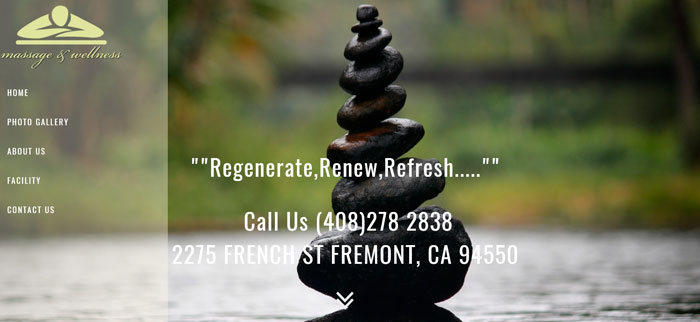 massage & wellness
HOME
PHOTO GALLERY
ABOUT US
FACILITY
CONTACT US
""Regenerate,Renew,Refresh.....""
Call Us (408)278 2838
2275 FRENCH ST FREMONT, CA 94550